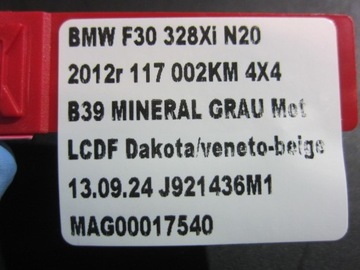 BMW F30 328Xi N20
2012r 117 002KM 4X4
B39 MINERAL GRAU Met
LCDF Dakota/veneto-beige
13.09.24 J921436M1
MAG00017540